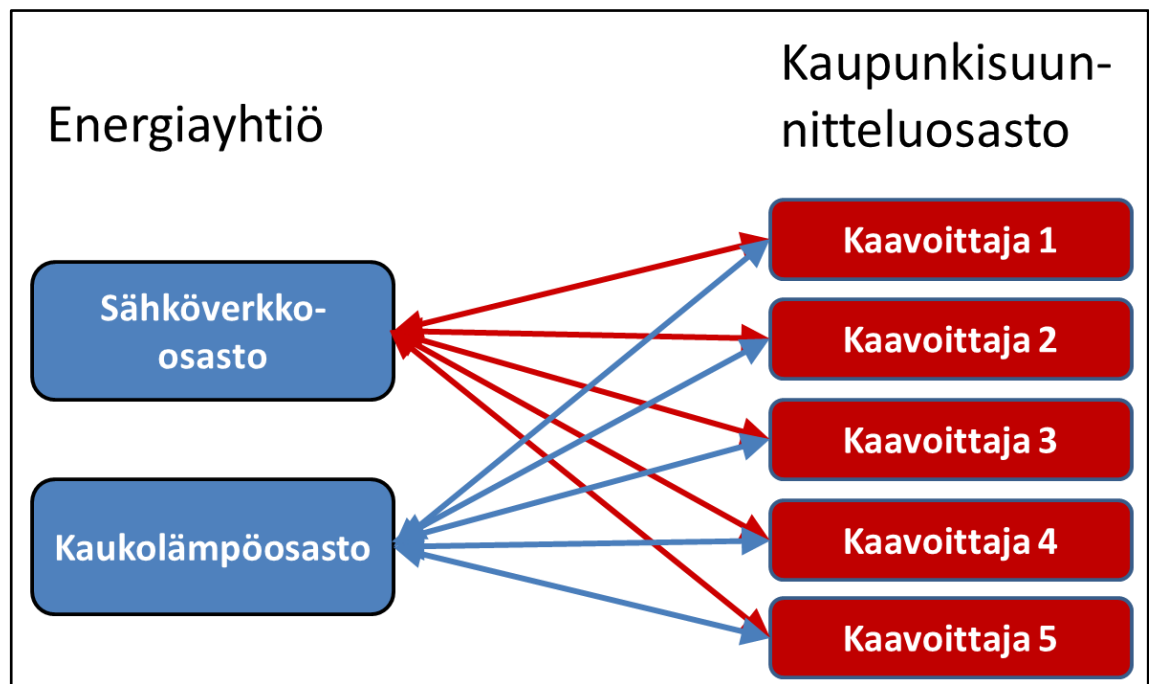 Energiayhtiö
Kaupunkisuun-
nitteluosasto
Sähköverkko-
osasto
Kaukolämpöosasto
Kaavoittaja 1
Kaavoittaja 2
Kaavoittaja 3
Kaavoittaja 4
Kaavoittaja 5